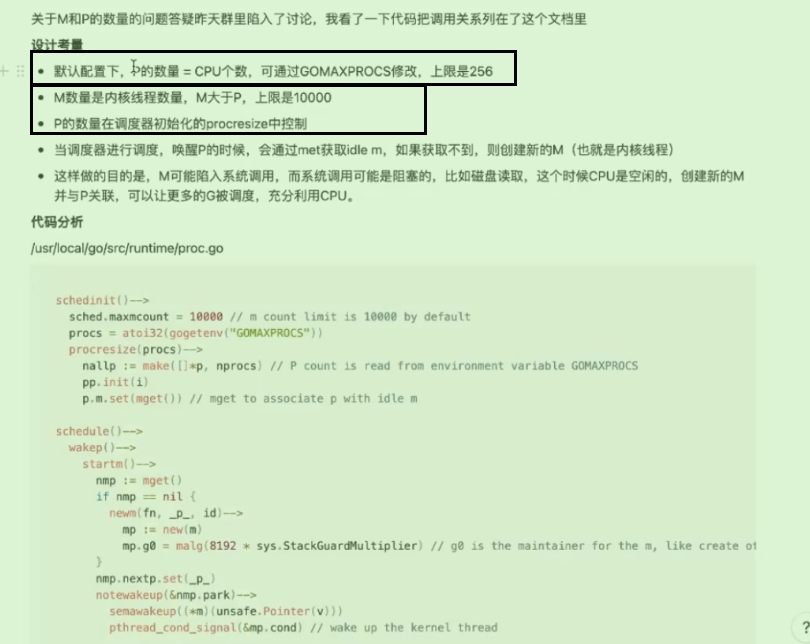 关于M和P的数量的问题答疑昨天群里陷入了讨论，我看了一下代码把调用关系列在了这个文档里
设计考量
默认配置下，P的数量 = CPU个数，可通过GOMAXPROCS修改，上限是256
M数量是内核线程数量，M大于P，上限是10000
P的数量在调度器初始化的procresize中控制
当调度器进行调度，唤醒P的时候，会通过met获取idle m，如果获取不到，则创建新的M（也就是内核线程）
这样做的目的是，M可能陷入系统调用，而系统调用可能是阻塞的，比如磁盘读取，这个时候CPU是空闲的，创建新的M
并与P关联，可以让更多的G被调度，充分利用CPU。
代码分析
/usr/local/go/src/runtime/proc.go
schedinit()-->
sched.maxmcount = 10000 // m count limit is 10000 by default
procs = atoi32(gogetenv("GOMAXPROCS"))
procresize(procs)-->
nallp := make([]*p, nprocs) // P count is read from environment variable GOMAXPROCS
pp.init(i)
p.m.set(mget()) // mget to associate p with idle m
schedule()-->
wakep()-->
startm()-->
nmp := mget()
if nmp == nil {
newm(fn, _p_, id)-->
mp := new(m)
mp.g0 = malg(8192 * sys.StackGuardMultiplier) // g0 is the maintainer for the m, like create ot
}
nmp.nextp.set(_p_)
notewakeup(&nmp.park)-->
semawakeup((*m)(unsafe.Pointer(v)))
pthread_cond_signal(&mp.cond) // wake up the kernel thread
?